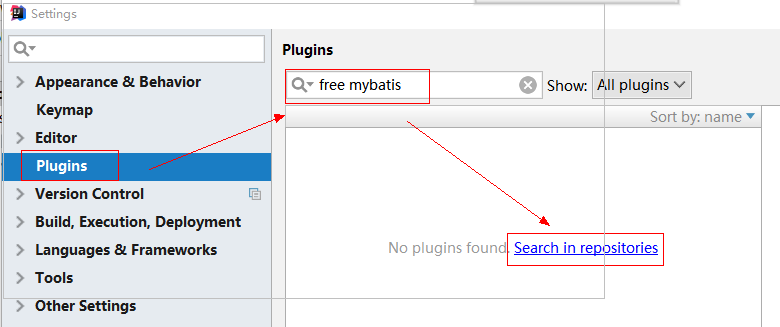 Settings
Plugins
free mybatis
Show: All plugins
Sort by: name
Appearance & Behavior
Keymap
Editor
Plugins
Version Control
Build, Execution, Deployment
Languages & Frameworks
Tools
Other Settings
No plugins found. Search in repositories